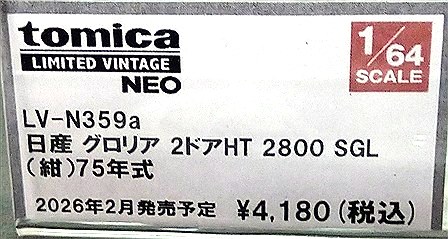 tomica
LIMITED VINTAGE
NEO
1/64
SCALE
LV-N359a
日産 グロリア 2ドアHT 2800 SGL
(紺)75年式
2026年2月発売予定 ¥4,180(税込)